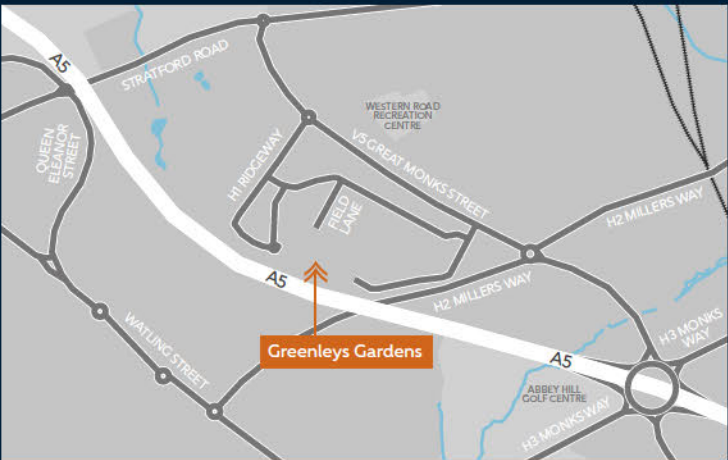 A5
STRATFORD ROAD
WESTERN ROAD
RECREATION
CENTRE
QUEEN
ELEANOR
STREET
H1 RIDGEWAY
V5 GREAT MONKS STREET
FIELD
LANE
H2 MILLERS WAY
A5
H2 MILLERS WAY
WATLING STREET
Greenleys Gardens
H3 MONKS
WAY
A5
ABBEY HILL
GOLF CENTRE
H3 MONKS WAY